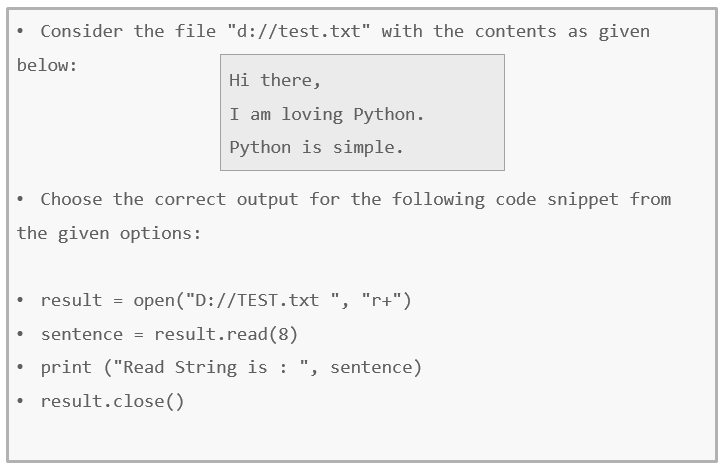 • Consider the file "d://test.txt" with the contents as given
below:
Hi there,
I am loving Python.
Python is simple.
• Choose the correct output for the following code snippet from
the given options:
• result = open("D://TEST.txt ", "r+")
• sentence = result.read(8)
• print ("Read String is : ", sentence)
• result.close()